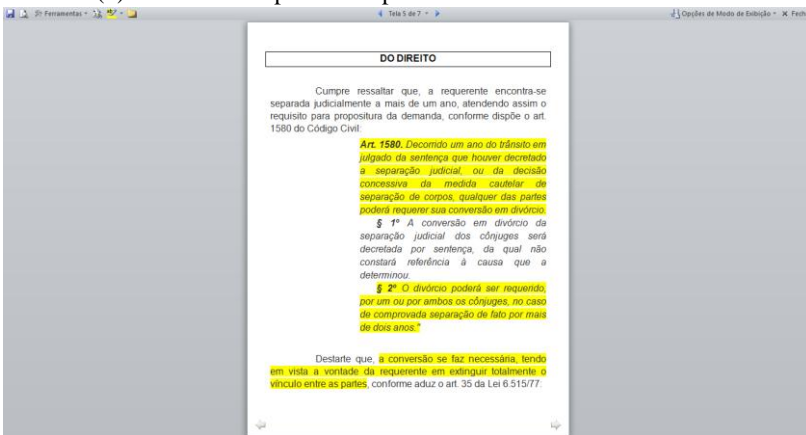 Ferramentas
Tela 5 de 7
Opções de Modo de Exibição
X Fech
DO DIREITO
Cumpre ressaltar que, a requerente encontra-se
separada judicialmente a mais de um ano, atendendo assim o
requisito para propositura da demanda, conforme dispõe o art.
1580 do Código Civil:
Art. 1580. Decorrido um ano do trânsito em
julgado da sentença que houver decretado
a separação judicial, ou da decisão
concessiva da medida cautelar de
separação de corpos, qualquer das partes
poderá requerer sua conversão em divórcio.
§ 1º A conversão em divórcio da
separação judicial dos cônjuges será
decretada por sentença, da qual não
constará referência à causa que a
determinou.
§ 2º O divórcio poderá ser requerido,
por um ou por ambos os cônjuges, no caso
de comprovada separação de fato por mais
de dois anos."
Destarte que, a conversão se faz necessária, tendo
em vista a vontade da requerente em extinguir totalmente o
vínculo entre as partes, conforme aduz o art. 35 da Lei 6.515/77: